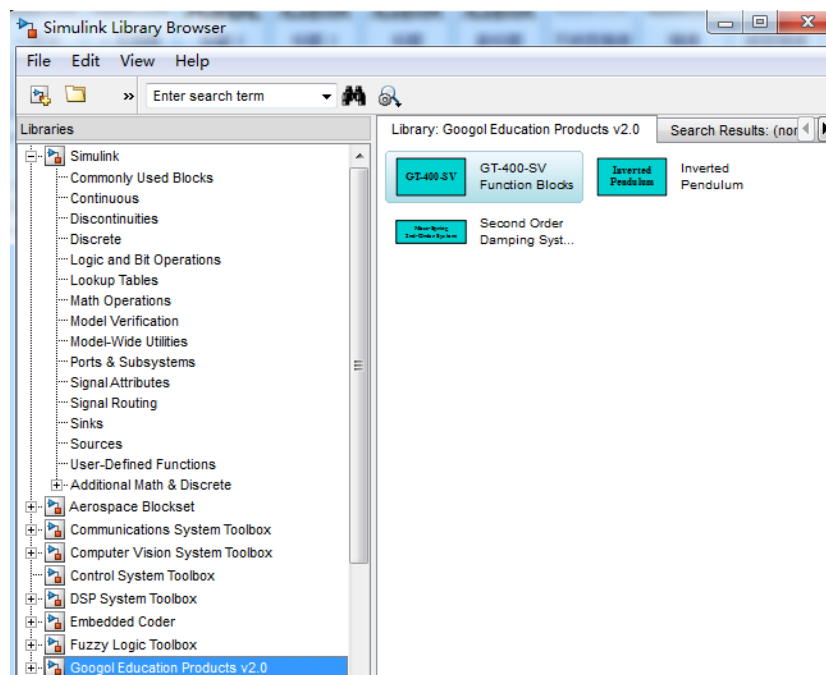 Simulink Library Browser
File Edit View Help
» Enter search term
Libraries
Library: Googol Education Products v2.0
Search Results: (nor
Simulink
Commonly Used Blocks
Continuous
Discontinuities
Discrete
Logic and Bit Operations
Lookup Tables
Math Operations
Model Verification
Model-Wide Utilities
Ports & Subsystems
Signal Attributes
Signal Routing
Sinks
Sources
User-Defined Functions
Additional Math & Discrete
Aerospace Blockset
Communications System Toolbox
Computer Vision System Toolbox
Control System Toolbox
DSP System Toolbox
Embedded Coder
Fuzzy Logic Toolbox
Googol Education Products v2.0
GT-400-SV
GT-400-SV
Function Blocks
Inverted
Pendulum
Inverted
Pendulum
Second Order
Damping Syst...